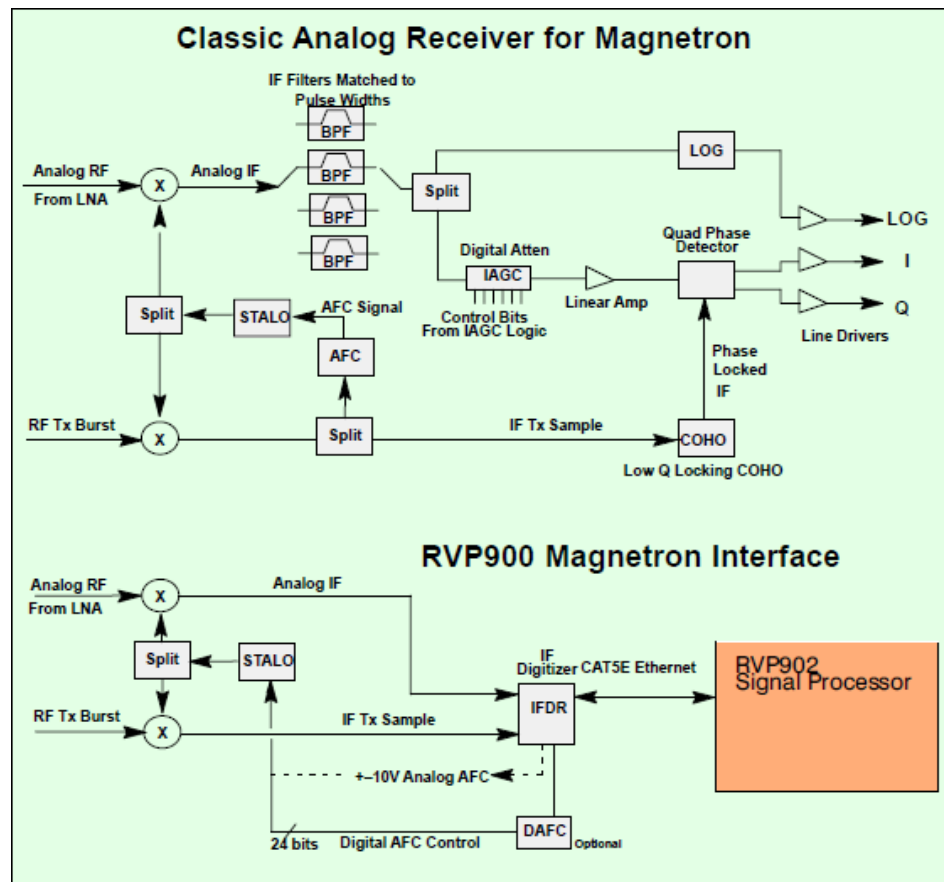 Classic Analog Receiver for Magnetron
IF Filters Matched to
Pulse Widths
BPF
BPF
BPF
BPF
Analog RF
From LNA
X
Analog IF
Split
LOG
LOG
Quad Phase
Detector
I
Q
Line Drivers
Digital Atten
IAGC
Control Bits
From IAGC Logic
Linear Amp
Split
STALO
AFC Signal
AFC
Phase
Locked
IF
RF Tx Burst
X
Split
IF Tx Sample
COHO
Low Q Locking COHO
RVP900 Magnetron Interface
Analog RF
From LNA
X
Analog IF
Split
STALO
IF
Digitizer
CAT5E Ethernet
IFDR
RVP902
Signal Processor
RF Tx Burst
X
IF Tx Sample
+–10V Analog AFC
24 bits
Digital AFC Control
DAFC
Optional